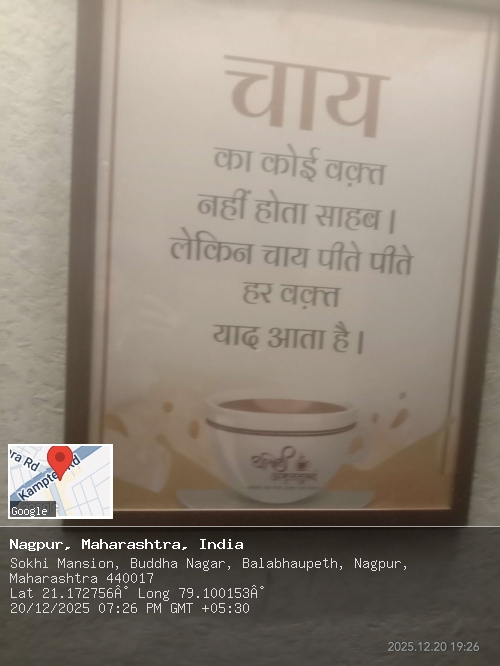 चाय
का कोई वक़्त
नहीं होता साहब।
लेकिन चाय पीते पीते
हर वक़्त
याद आता है।
ra Rd
Kamptee Rd
Google
Nagpur, Maharashtra, India
Sokhi Mansion, Buddha Nagar, Balabhaupeth, Nagpur,
Maharashtra 440017
Lat 21.172756Â° Long 79.100153Â°
20/12/2025 07:26 PM GMT +05:30
2025.12.20 19:26